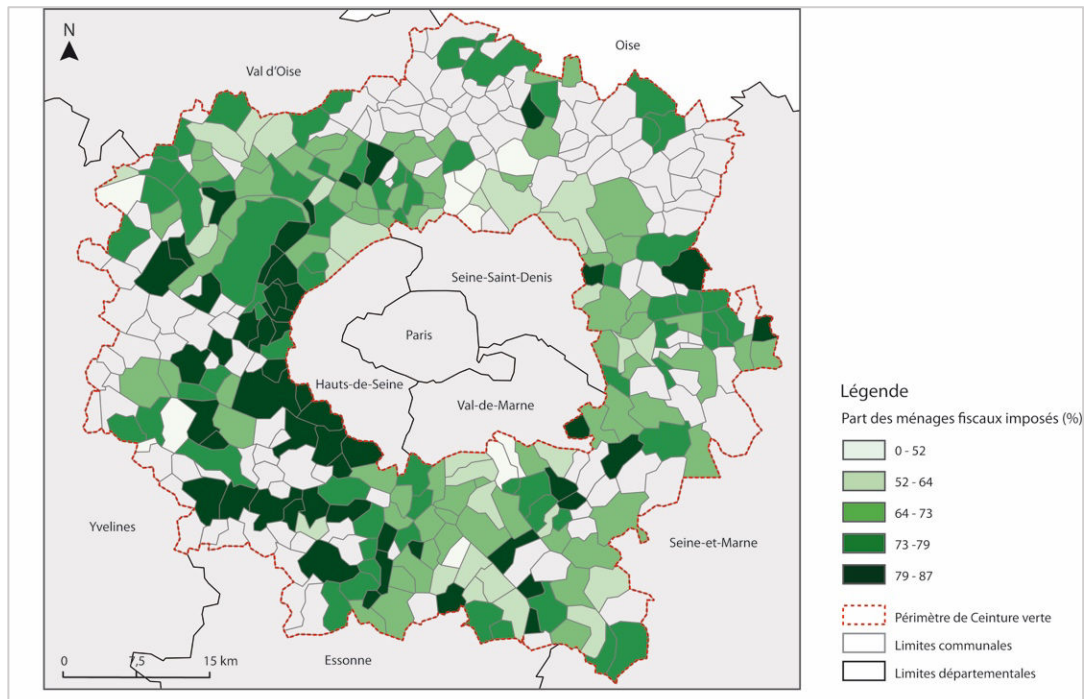 N
Oise
Val d'Oise
Seine-Saint-Denis
Paris
Hauts-de-Seine
Val-de-Marne
Yvelines
Seine-et-Marne
Essonne
0 7,5 15 km
Légende
Part des ménages fiscaux imposés (%)
0 - 52
52 - 64
64 - 73
73 - 79
79 - 87
Périmètre de Ceinture verte
Limites communales
Limites départementales